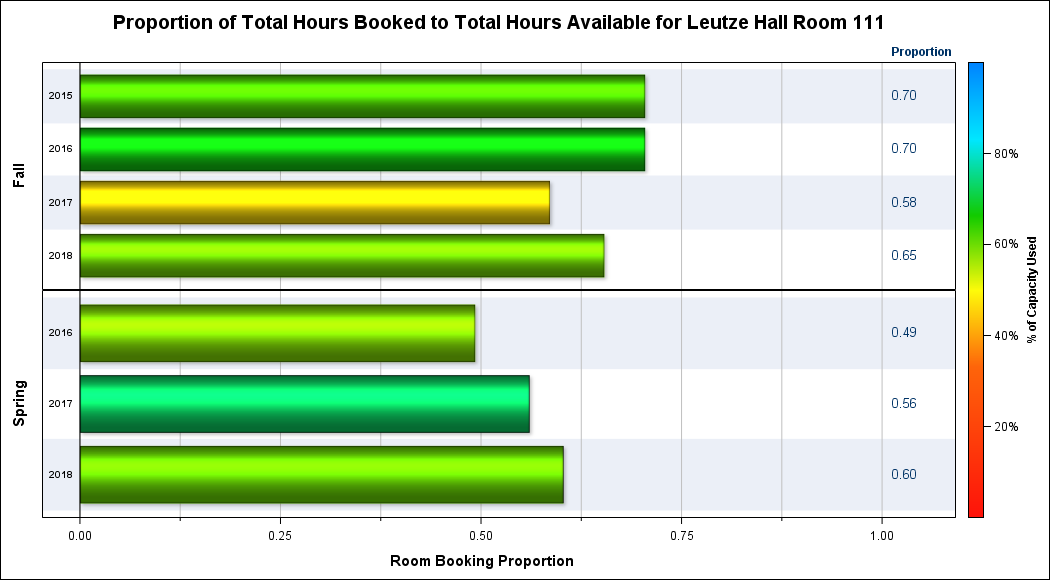 Proportion of Total Hours Booked to Total Hours Available for Leutze Hall Room 111
Proportion
Fall
2015 0.70
2016 0.70
2017 0.58
2018 0.65
Spring
2016 0.49
2017 0.56
2018 0.60
0.00 0.25 0.50 0.75 1.00
Room Booking Proportion
80%
60%
40%
20%
% of Capacity Used